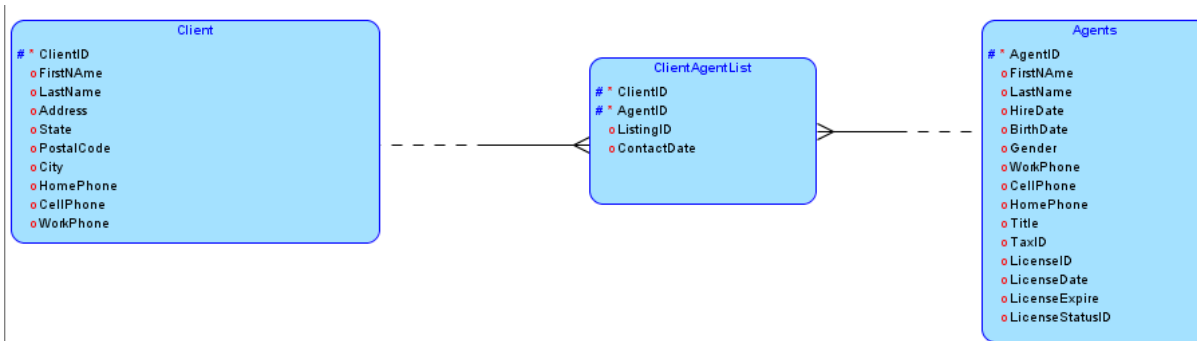 Client
# * ClientID
o FirstNAme
o LastName
o Address
o State
o PostalCode
o City
o HomePhone
o CellPhone
o WorkPhone
ClientAgentList
# * ClientID
# * AgentID
o ListingID
o ContactDate
Agents
# * AgentID
o FirstNAme
o LastName
o HireDate
o BirthDate
o Gender
o WorkPhone
o CellPhone
o HomePhone
o Title
o TaxID
o LicenseID
o LicenseDate
o LicenseExpire
o LicenseStatusID